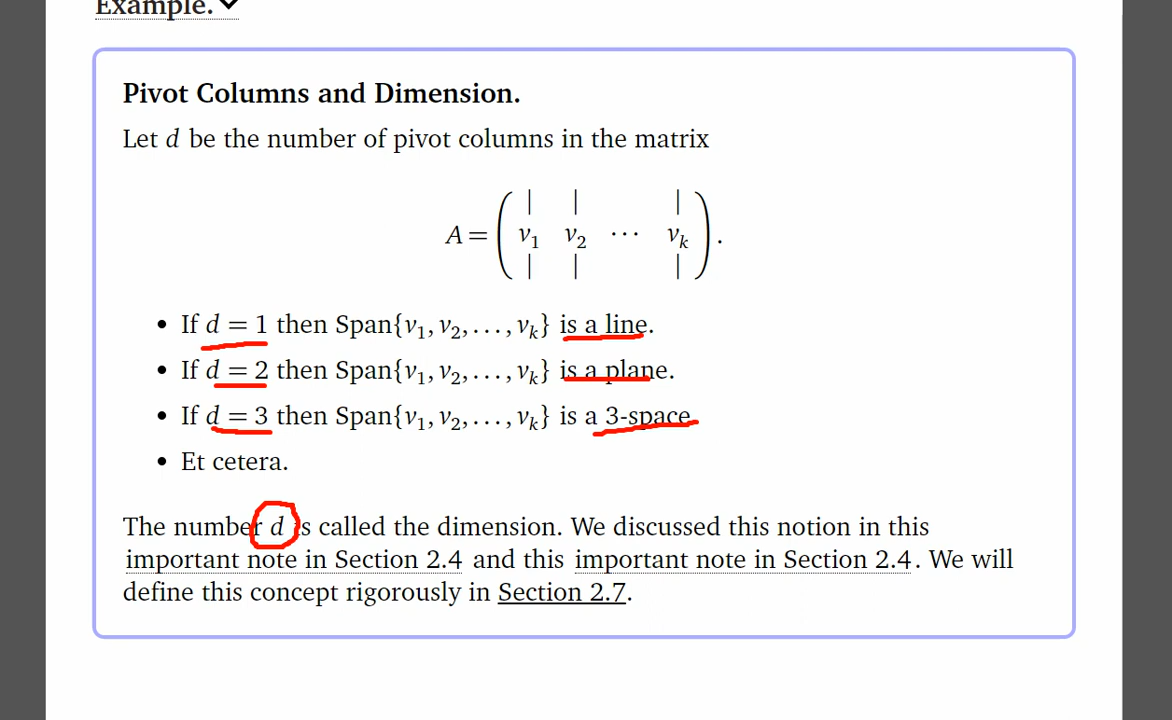 Example.
Pivot Columns and Dimension.
Let d be the number of pivot columns in the matrix
A = ( | | | v₁ v₂ ⋯ vₖ | | | ).
• If d = 1 then Span{v₁, v₂, ..., vₖ} is a line.
• If d = 2 then Span{v₁, v₂, ..., vₖ} is a plane.
• If d = 3 then Span{v₁, v₂, ..., vₖ} is a 3-space.
• Et cetera.
The number d is called the dimension. We discussed this notion in this
important note in Section 2.4 and this important note in Section 2.4. We will
define this concept rigorously in Section 2.7.